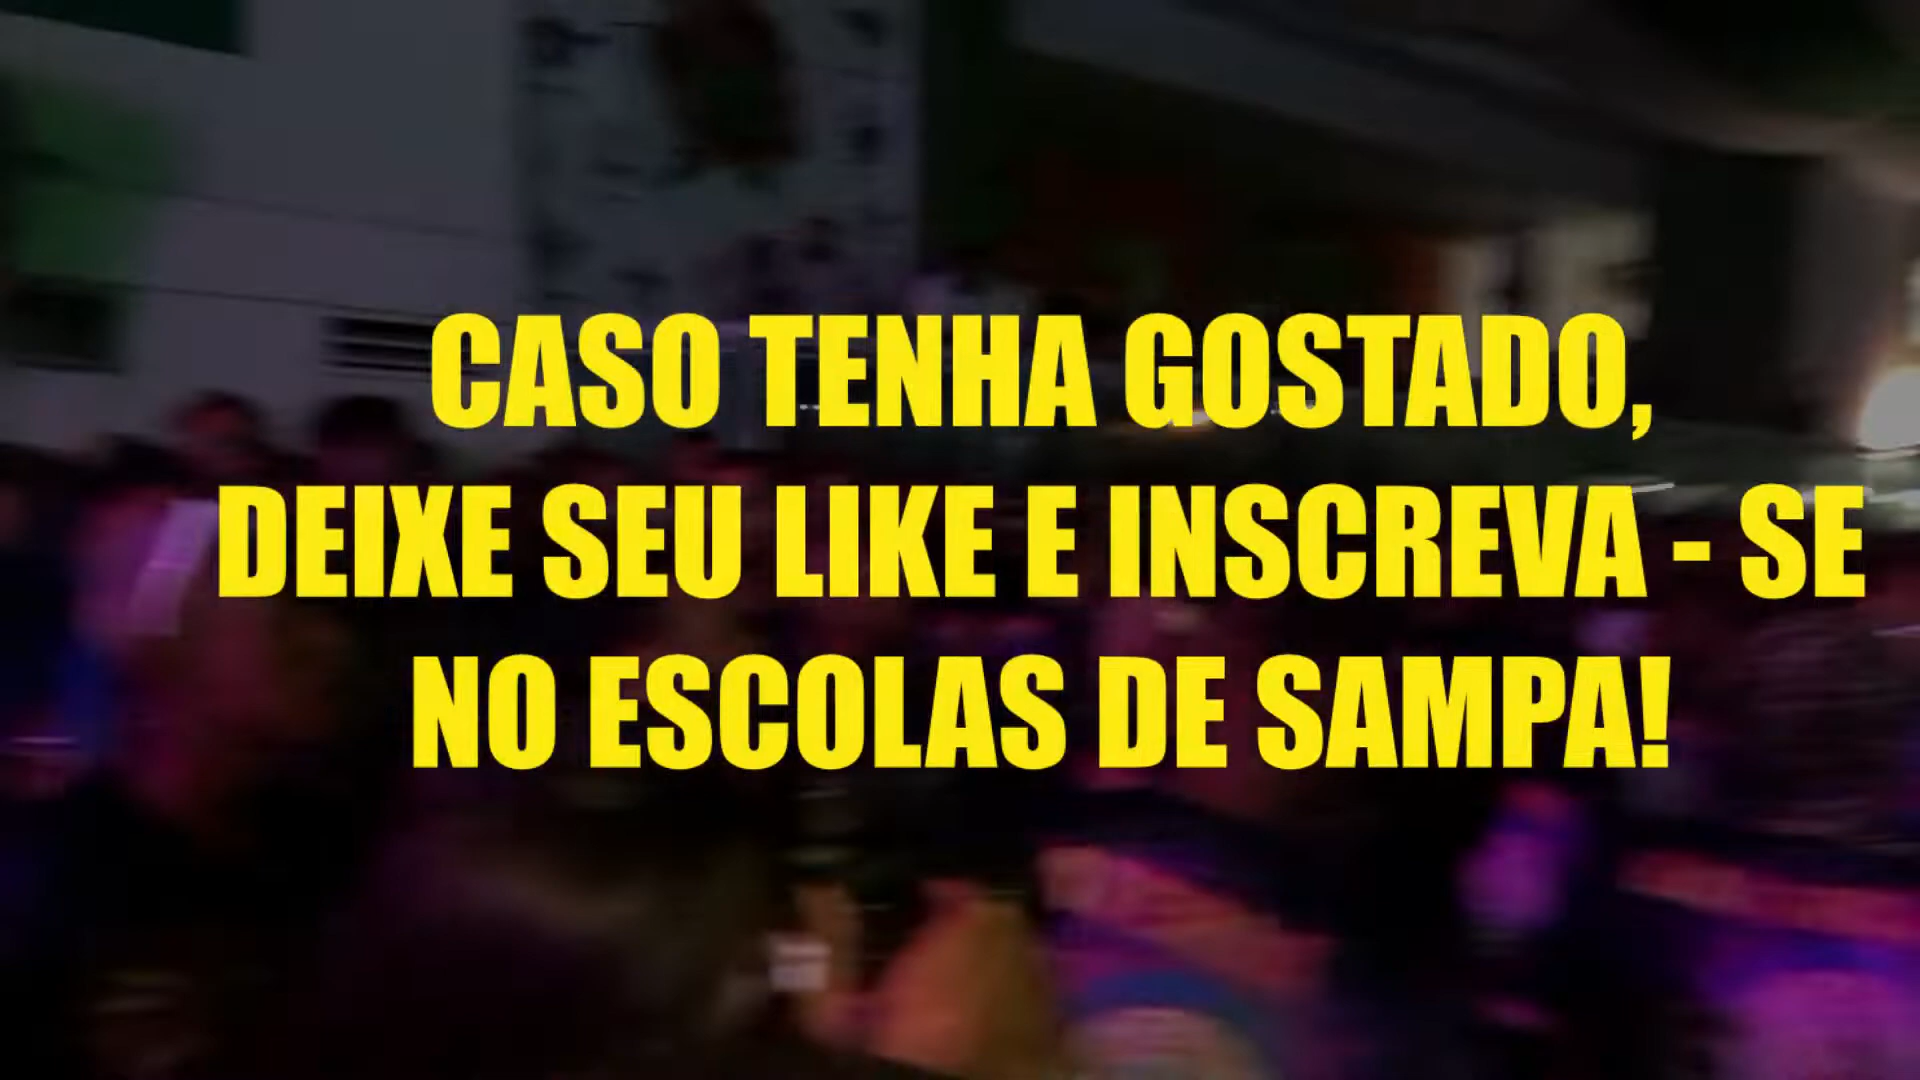 CASO TENHA GOSTADO,
DEIXE SEU LIKE E INSCREVA - SE
NO ESCOLAS DE SAMPA!